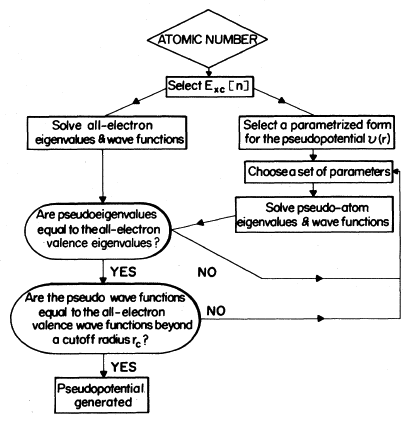 ATOMIC NUMBER
Select Exc [n]
Solve all-electron
eigenvalues & wave functions
Select a parametrized form
for the pseudopotential υ(r)
Choose a set of parameters
Solve pseudo-atom
eigenvalues & wave functions
Are pseudoeigenvalues
equal to the all-electron
valence eigenvalues?
YES
NO
Are the pseudo wave functions
equal to the all-electron
valence wave functions beyond
a cutoff radius rc?
NO
YES
Pseudopotential
generated